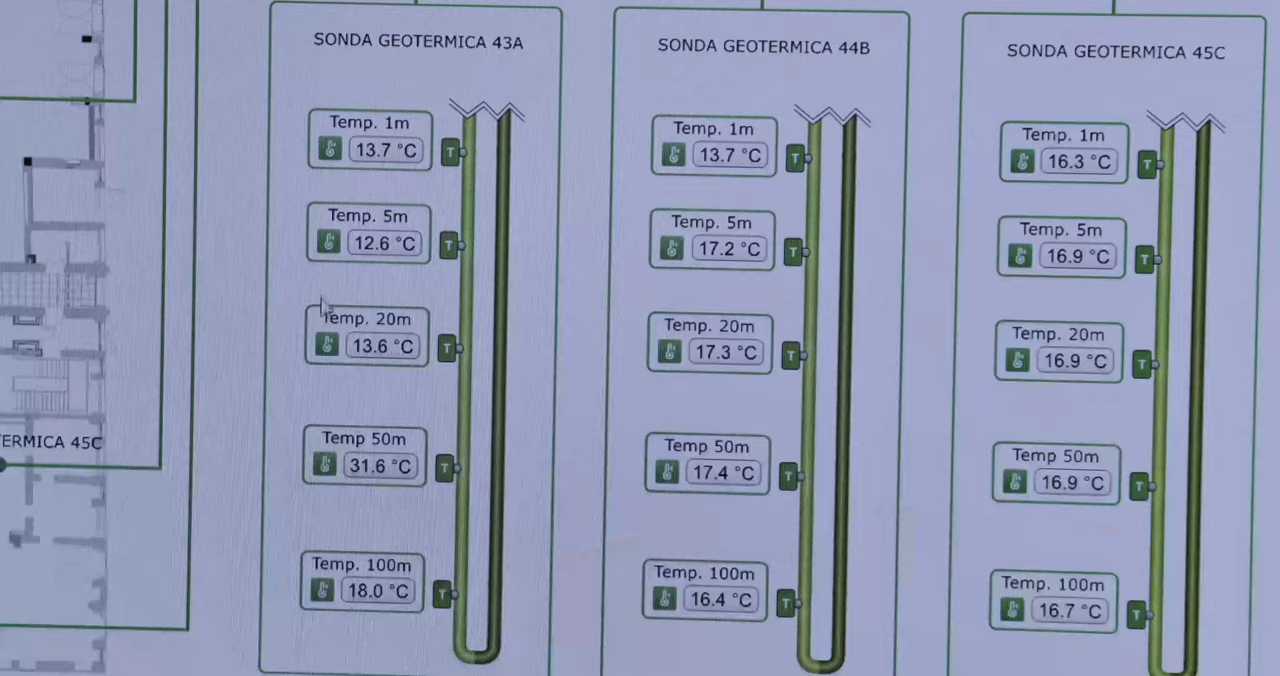 SONDA GEOTERMICA 43A
Temp. 1m
13.7 °C
T
Temp. 5m
12.6 °C
T
Temp. 20m
13.6 °C
T
Temp 50m
31.6 °C
T
Temp. 100m
18.0 °C
T
SONDA GEOTERMICA 44B
Temp. 1m
13.7 °C
T
Temp. 5m
17.2 °C
T
Temp. 20m
17.3 °C
T
Temp 50m
17.4 °C
T
Temp. 100m
16.4 °C
T
SONDA GEOTERMICA 45C
Temp. 1m
16.3 °C
T
Temp. 5m
16.9 °C
T
Temp. 20m
16.9 °C
T
Temp 50m
16.9 °C
T
Temp. 100m
16.7 °C
T
ERMICA 45C